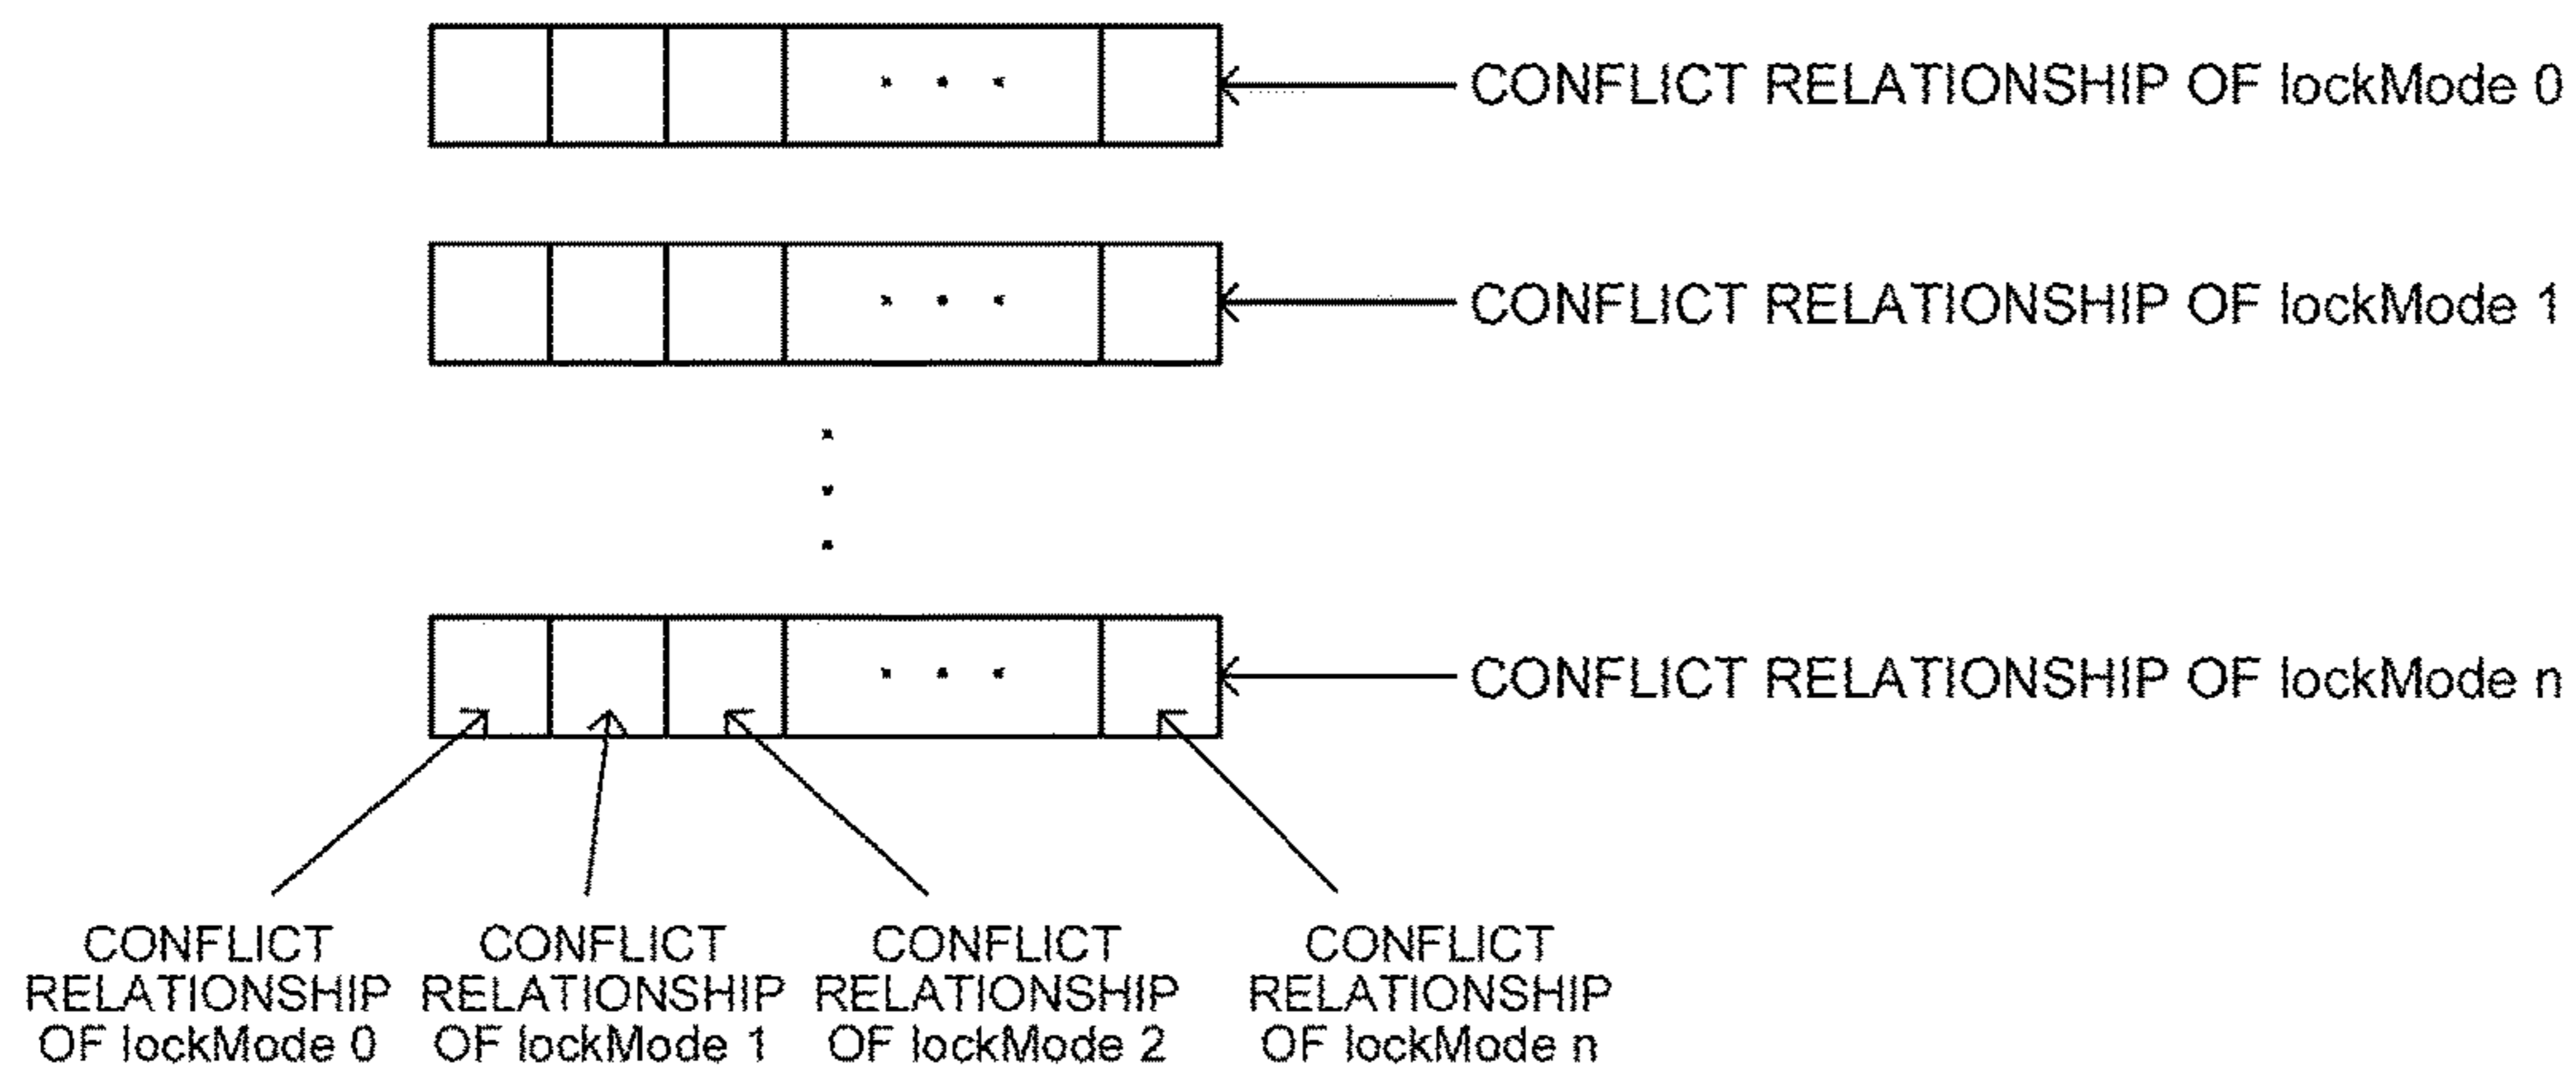 CONFLICT RELATIONSHIP OF lockMode 0
CONFLICT RELATIONSHIP OF lockMode 1
CONFLICT RELATIONSHIP OF lockMode n
CONFLICT
RELATIONSHIP
OF lockMode 0
CONFLICT
RELATIONSHIP
OF lockMode 1
CONFLICT
RELATIONSHIP
OF lockMode 2
CONFLICT
RELATIONSHIP
OF lockMode n